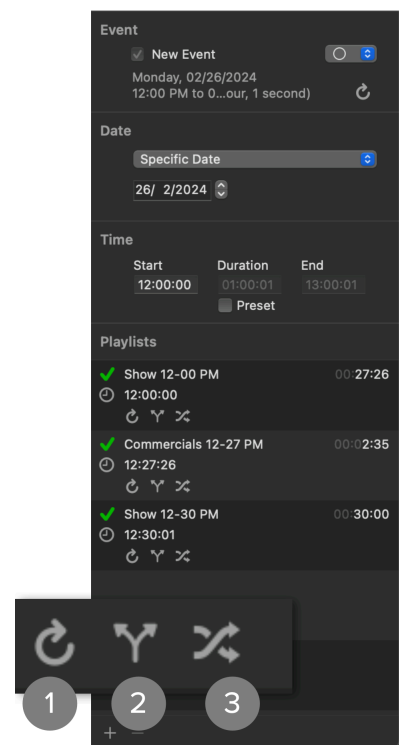 Event
New Event
Monday, 02/26/2024
12:00 PM to 0...our, 1 second)
Date
Specific Date
26/ 2/2024
Time
Start Duration End
12:00:00 01:00:01 13:00:01
Preset
Playlists
Show 12-00 PM 00:27:26
12:00:00
Commercials 12-27 PM 00:02:35
12:27:26
Show 12-30 PM 00:30:00
12:30:01
1 2 3